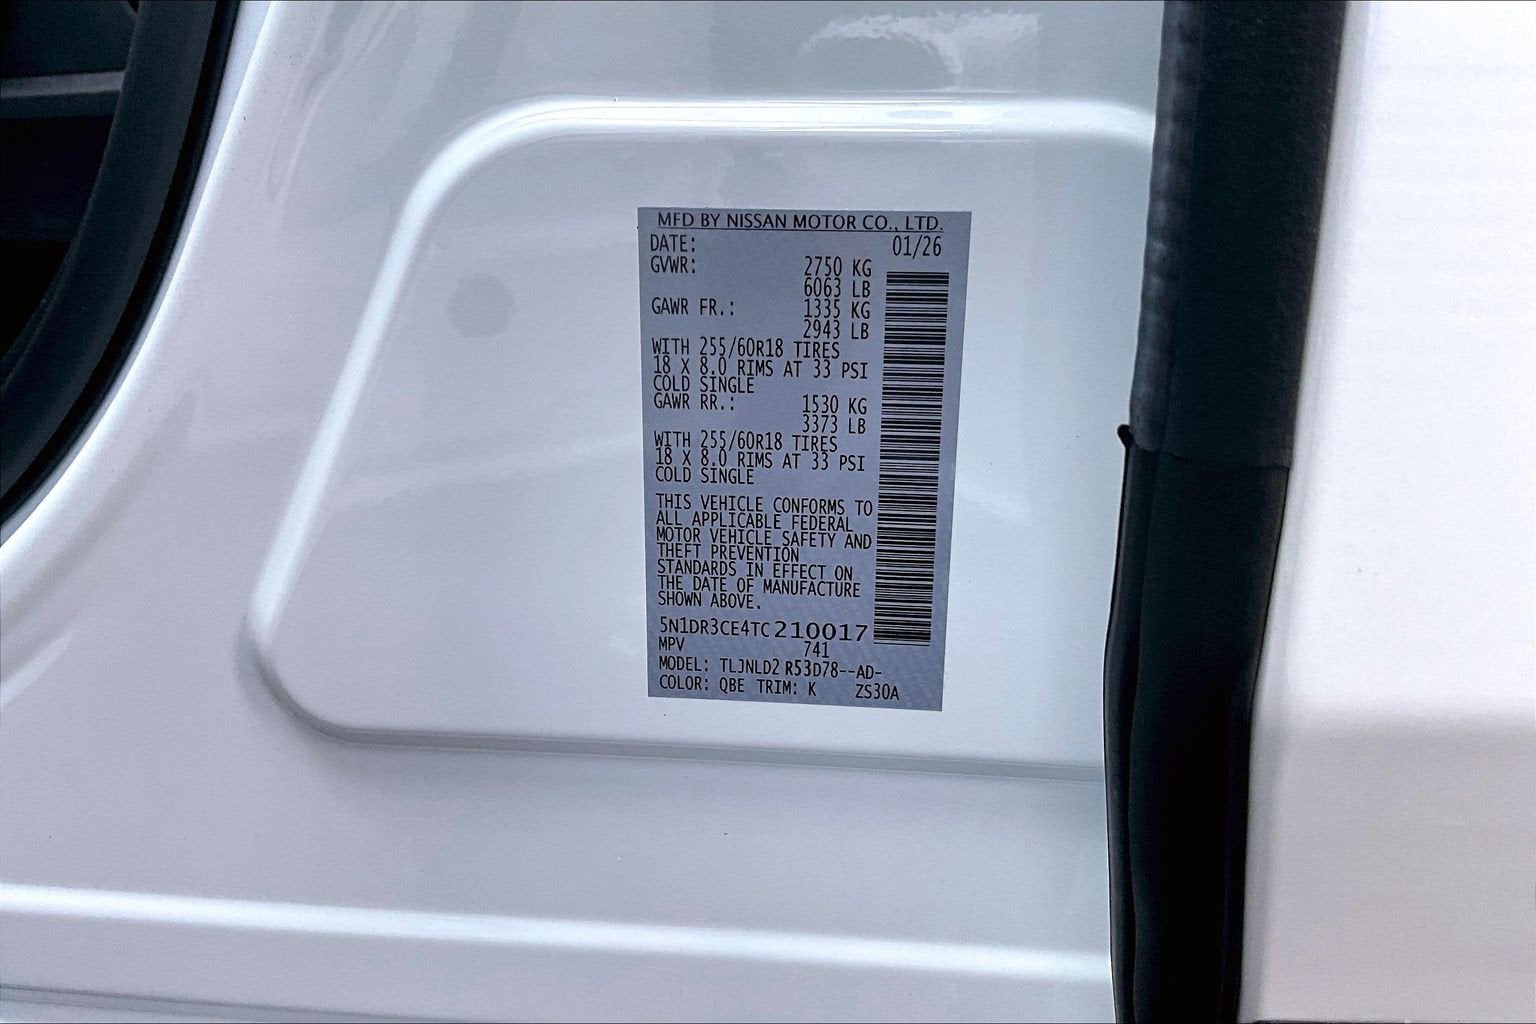 MFD BY NISSAN MOTOR CO., LTD.
DATE: 01/26
GVWR: 2750 KG
6063 LB
GAWR FR.: 1335 KG
2943 LB
WITH 255/60R18 TIRES
18 X 8.0 RIMS AT 33 PSI
COLD SINGLE
GAWR RR.: 1530 KG
3373 LB
WITH 255/60R18 TIRES
18 X 8.0 RIMS AT 33 PSI
COLD SINGLE
THIS VEHICLE CONFORMS TO
ALL APPLICABLE FEDERAL
MOTOR VEHICLE SAFETY AND
THEFT PREVENTION
STANDARDS IN EFFECT ON
THE DATE OF MANUFACTURE
SHOWN ABOVE.
5N1DR3CE4TC210017
MPV 741
MODEL: TLJNLD2 R53D78--AD-
COLOR: QBE TRIM: K ZS30A